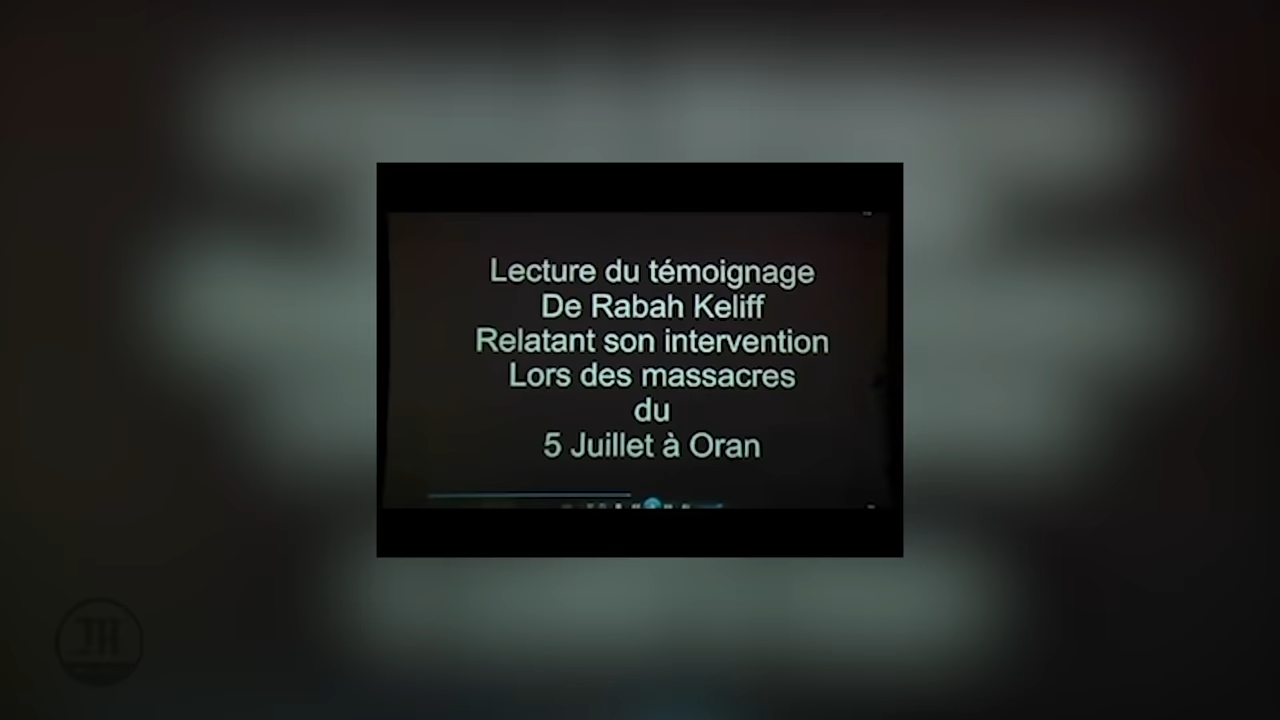 Lecture du témoignage
De Rabah Keliff
Relatant son intervention
Lors des massacres
du
5 Juillet à Oran